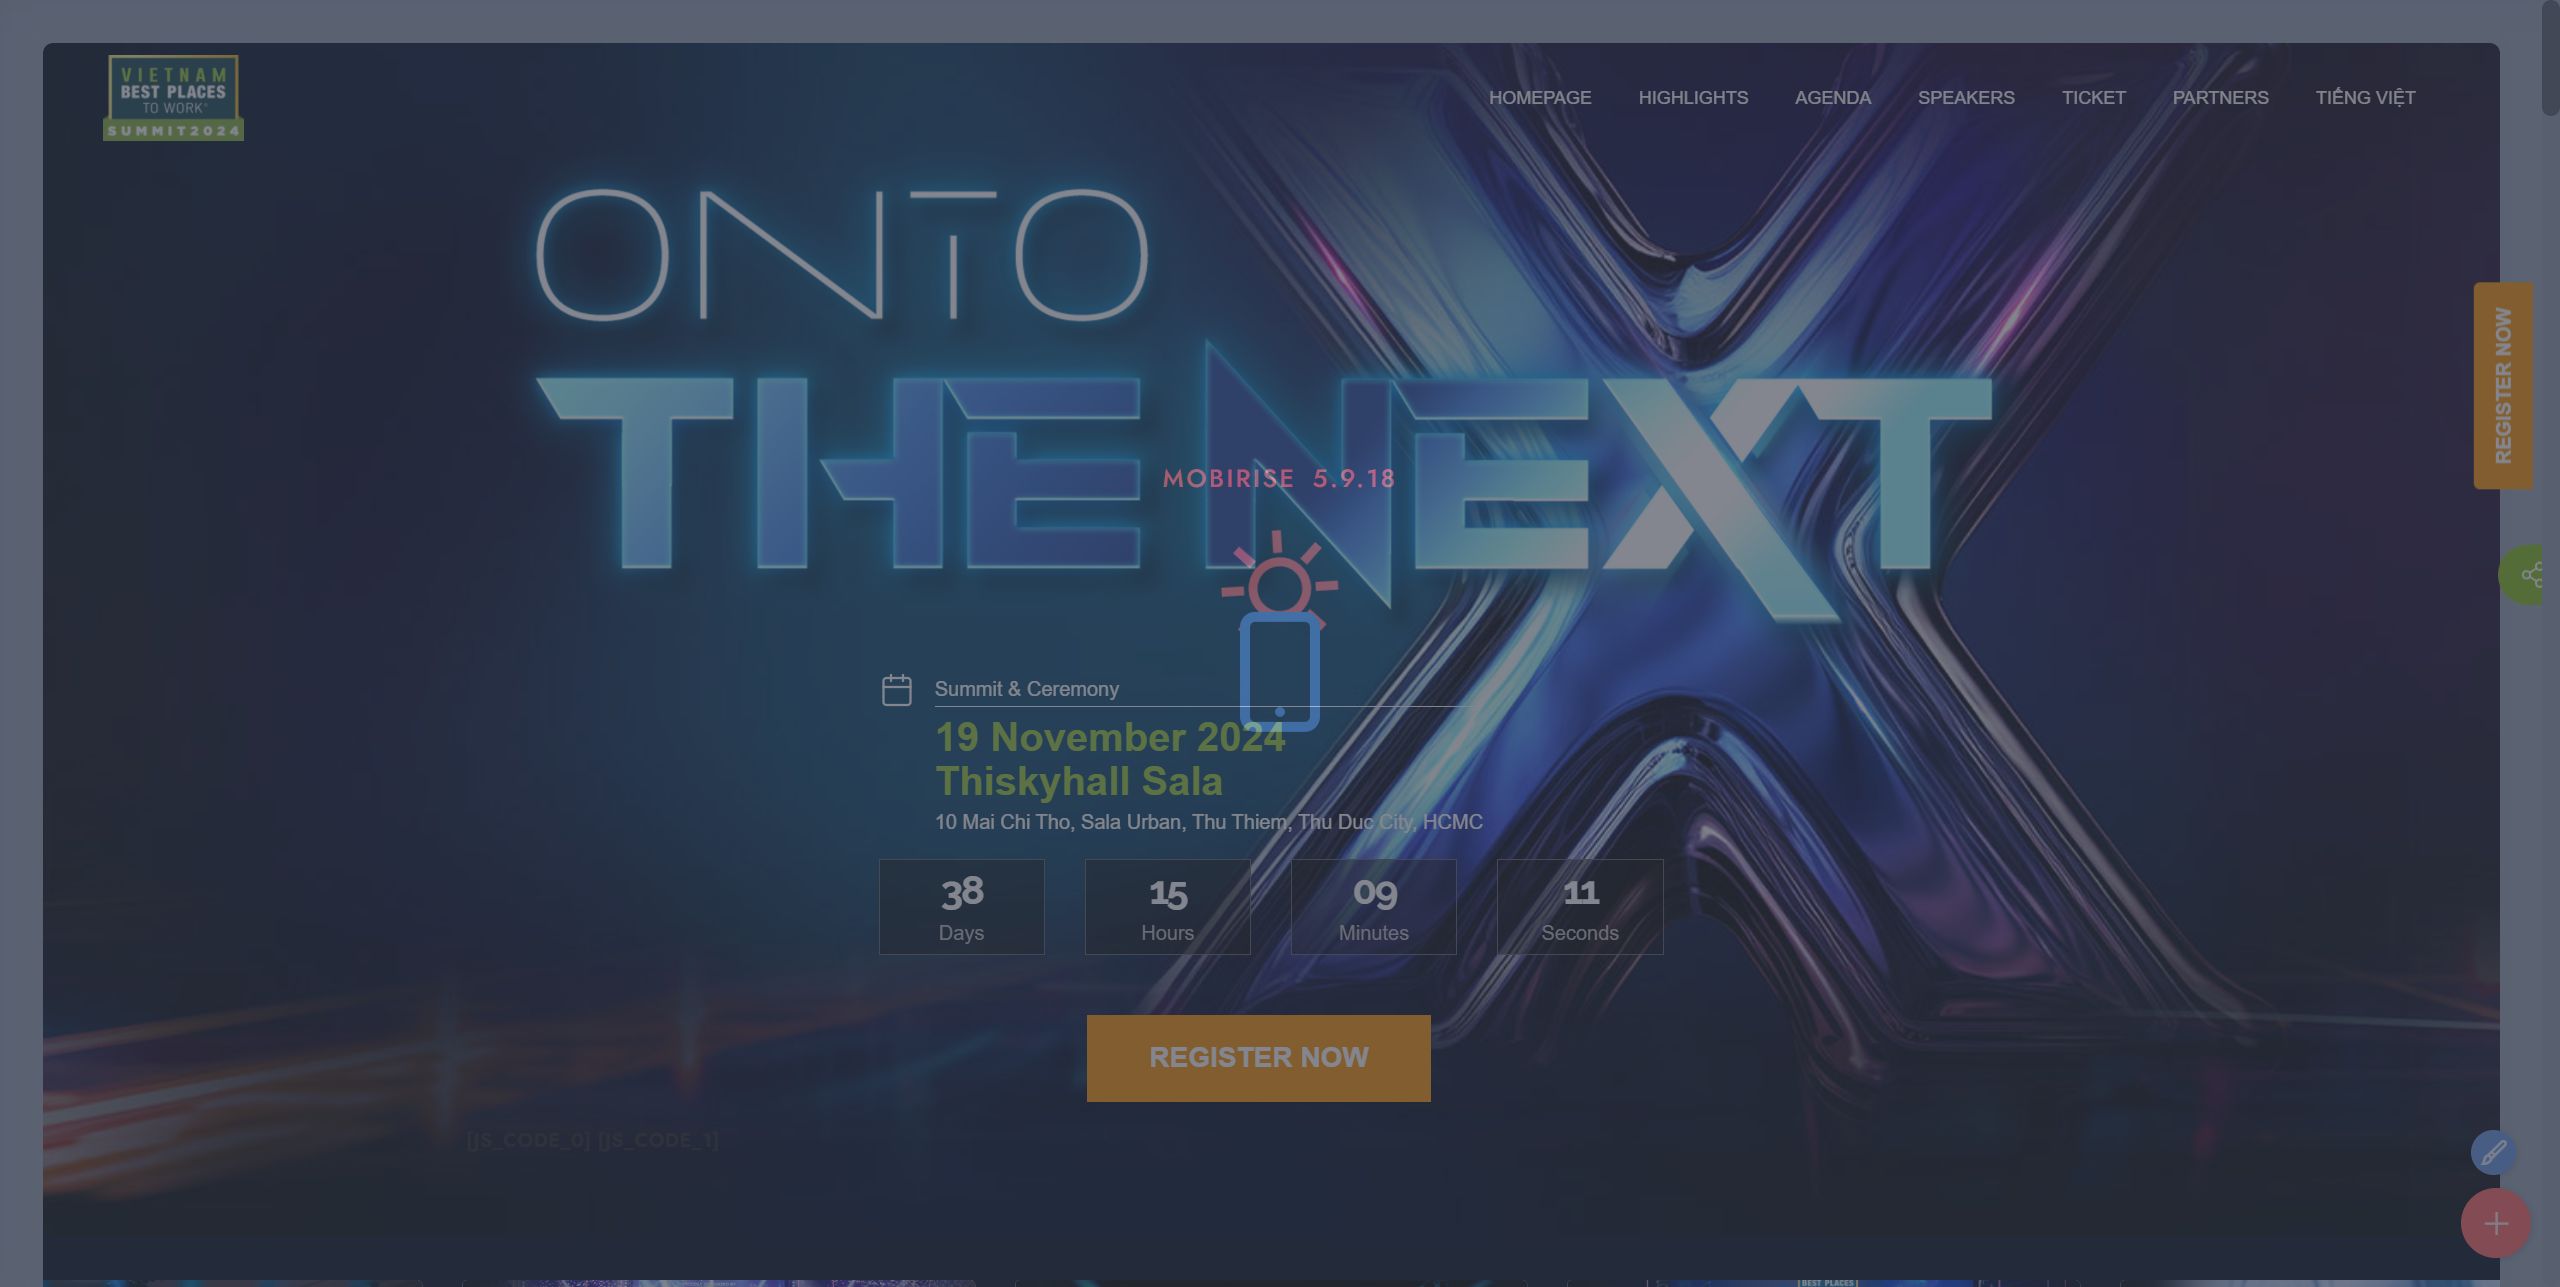 VIETNAM
BEST PLACES
TO WORK
SUMMIT2024
HOMEPAGE
HIGHLIGHTS
AGENDA
SPEAKERS
TICKET
PARTNERS
TIẾNG VIỆT
ONTO
THE NEXT
MOBIRISE 5.9.18
REGISTER NOW
Summit & Ceremony
19 November 2024
Thiskyhall Sala
10 Mai Chi Tho, Sala Urban, Thu Thiem, Thu Duc City, HCMC
38
Days
15
Hours
09
Minutes
11
Seconds
REGISTER NOW
[JS_CODE_0] [JS_CODE_1]
BEST PLACES